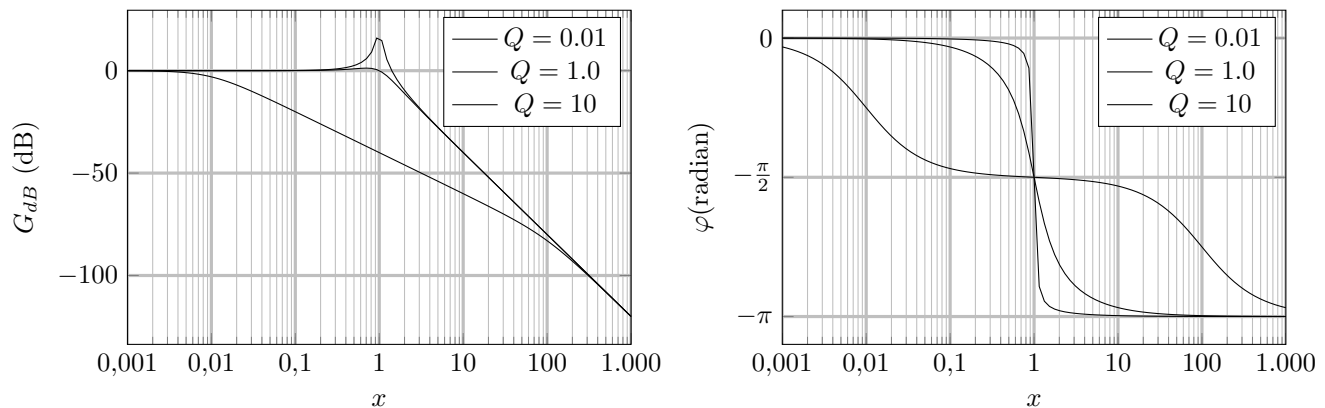 Q = 0.01
Q = 1.0
Q = 10
0
−50
−100
G_{dB} (dB)
0,001
0,01
0,1
1
10
100
1.000
x
Q = 0.01
Q = 1.0
Q = 10
0
−π/2
−π
φ(radian)
0,001
0,01
0,1
1
10
100
1.000
x